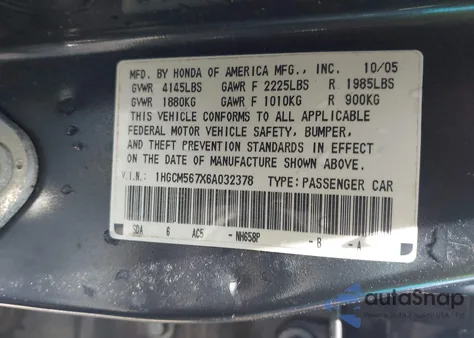 MFD. BY HONDA OF AMERICA MFG., INC. 10/05
GVWR 4145LBS GAWR F 2225LBS R 1985LBS
GVWR 1880KG GAWR F 1010KG R 900KG
THIS VEHICLE CONFORMS TO ALL APPLICABLE
FEDERAL MOTOR VEHICLE SAFETY, BUMPER,
AND THEFT PREVENTION STANDARDS IN EFFECT
ON THE DATE OF MANUFACTURE SHOWN ABOVE.
V.I.N.: 1HGCM567X6A032378 TYPE:PASSENGER CAR
SDA 6 AC5 - NH658P - B - A
autoSnap